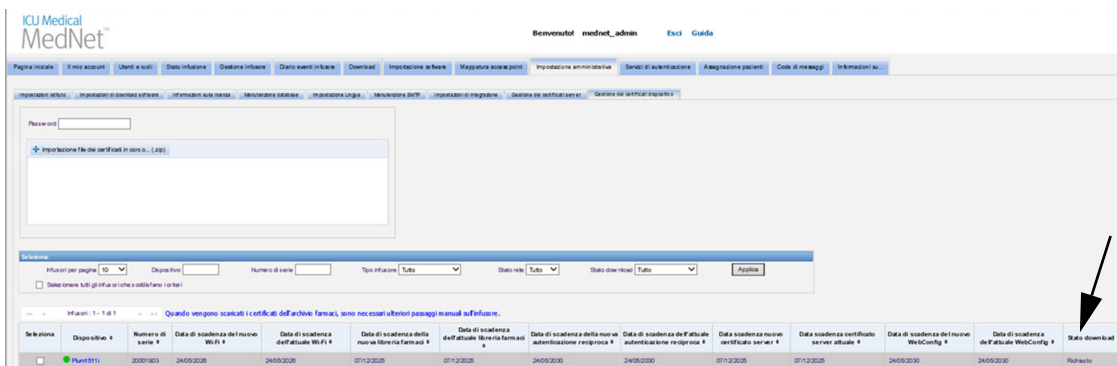 ICU Medical
MedNet™
Benvenuto! mednet_admin Esci Guida
Pagina iniziale Il mio account Utenti e ruoli Stato infusione Gestione infusore Diario eventi infusore Download Importazione software Mappatura access point Impostazione amministrativa Servizi di autenticazione Assegnazione pazienti Code di messaggi Informazioni su...
Impostazioni istituto Impostazioni di download software Informazioni sulla licenza Manutenzione database Impostazione Lingua Manutenzione SMTP Impostazioni di integrazione Gestione dei certificati server Gestione dei certificati dispositivo
Password
Importazione file dei certificati in corso... (.zip)
Seleziona:
Infusori per pagina 10 Dispositivo Numero di serie Tipo infusore Tutto Stato rete Tutto Stato download Tutto Applica
Selezionare tutti gli infusori che soddisfano i criteri
Infusori : 1 - 1 di 1 Quando vengono scaricati i certificati dell'archivio farmaci, sono necessari ulteriori passaggi manuali sull'infusore.
Seleziona Dispositivo Numero di serie Data di scadenza del nuovo Wi-Fi Data di scadenza dell'attuale Wi-Fi Data di scadenza della nuova libreria farmaci Data di scadenza dell'attuale libreria farmaci Data di scadenza della nuova autenticazione reciproca Data di scadenza dell'attuale autenticazione reciproca Data scadenza nuovo certificato server Data scadenza certificato server attuale Data di scadenza del nuovo WebConfig Data di scadenza dell'attuale WebConfig Stato download
20001903 07/12/2025 07/12/2025 24/05/2030 24/05/2030 07/12/2025 07/12/2025 24/05/2030 24/05/2030 Richiesto